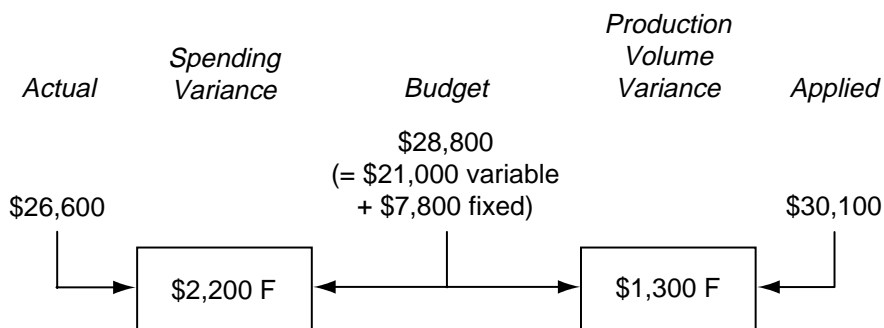 Actual
Spending
Variance
Budget
Production
Volume
Variance
Applied
$26,600
$28,800
(= $21,000 variable
+ $7,800 fixed)
$30,100
$2,200 F
$1,300 F